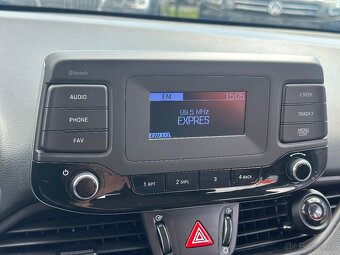 Bluetooth
AUDIO
PHONE
FAV
FM 15:05
99.5 MHz
EXPRES
SEEK
TRACK
MENU
CLOCK
1 RPT
2 SHFL
3
4 BACK